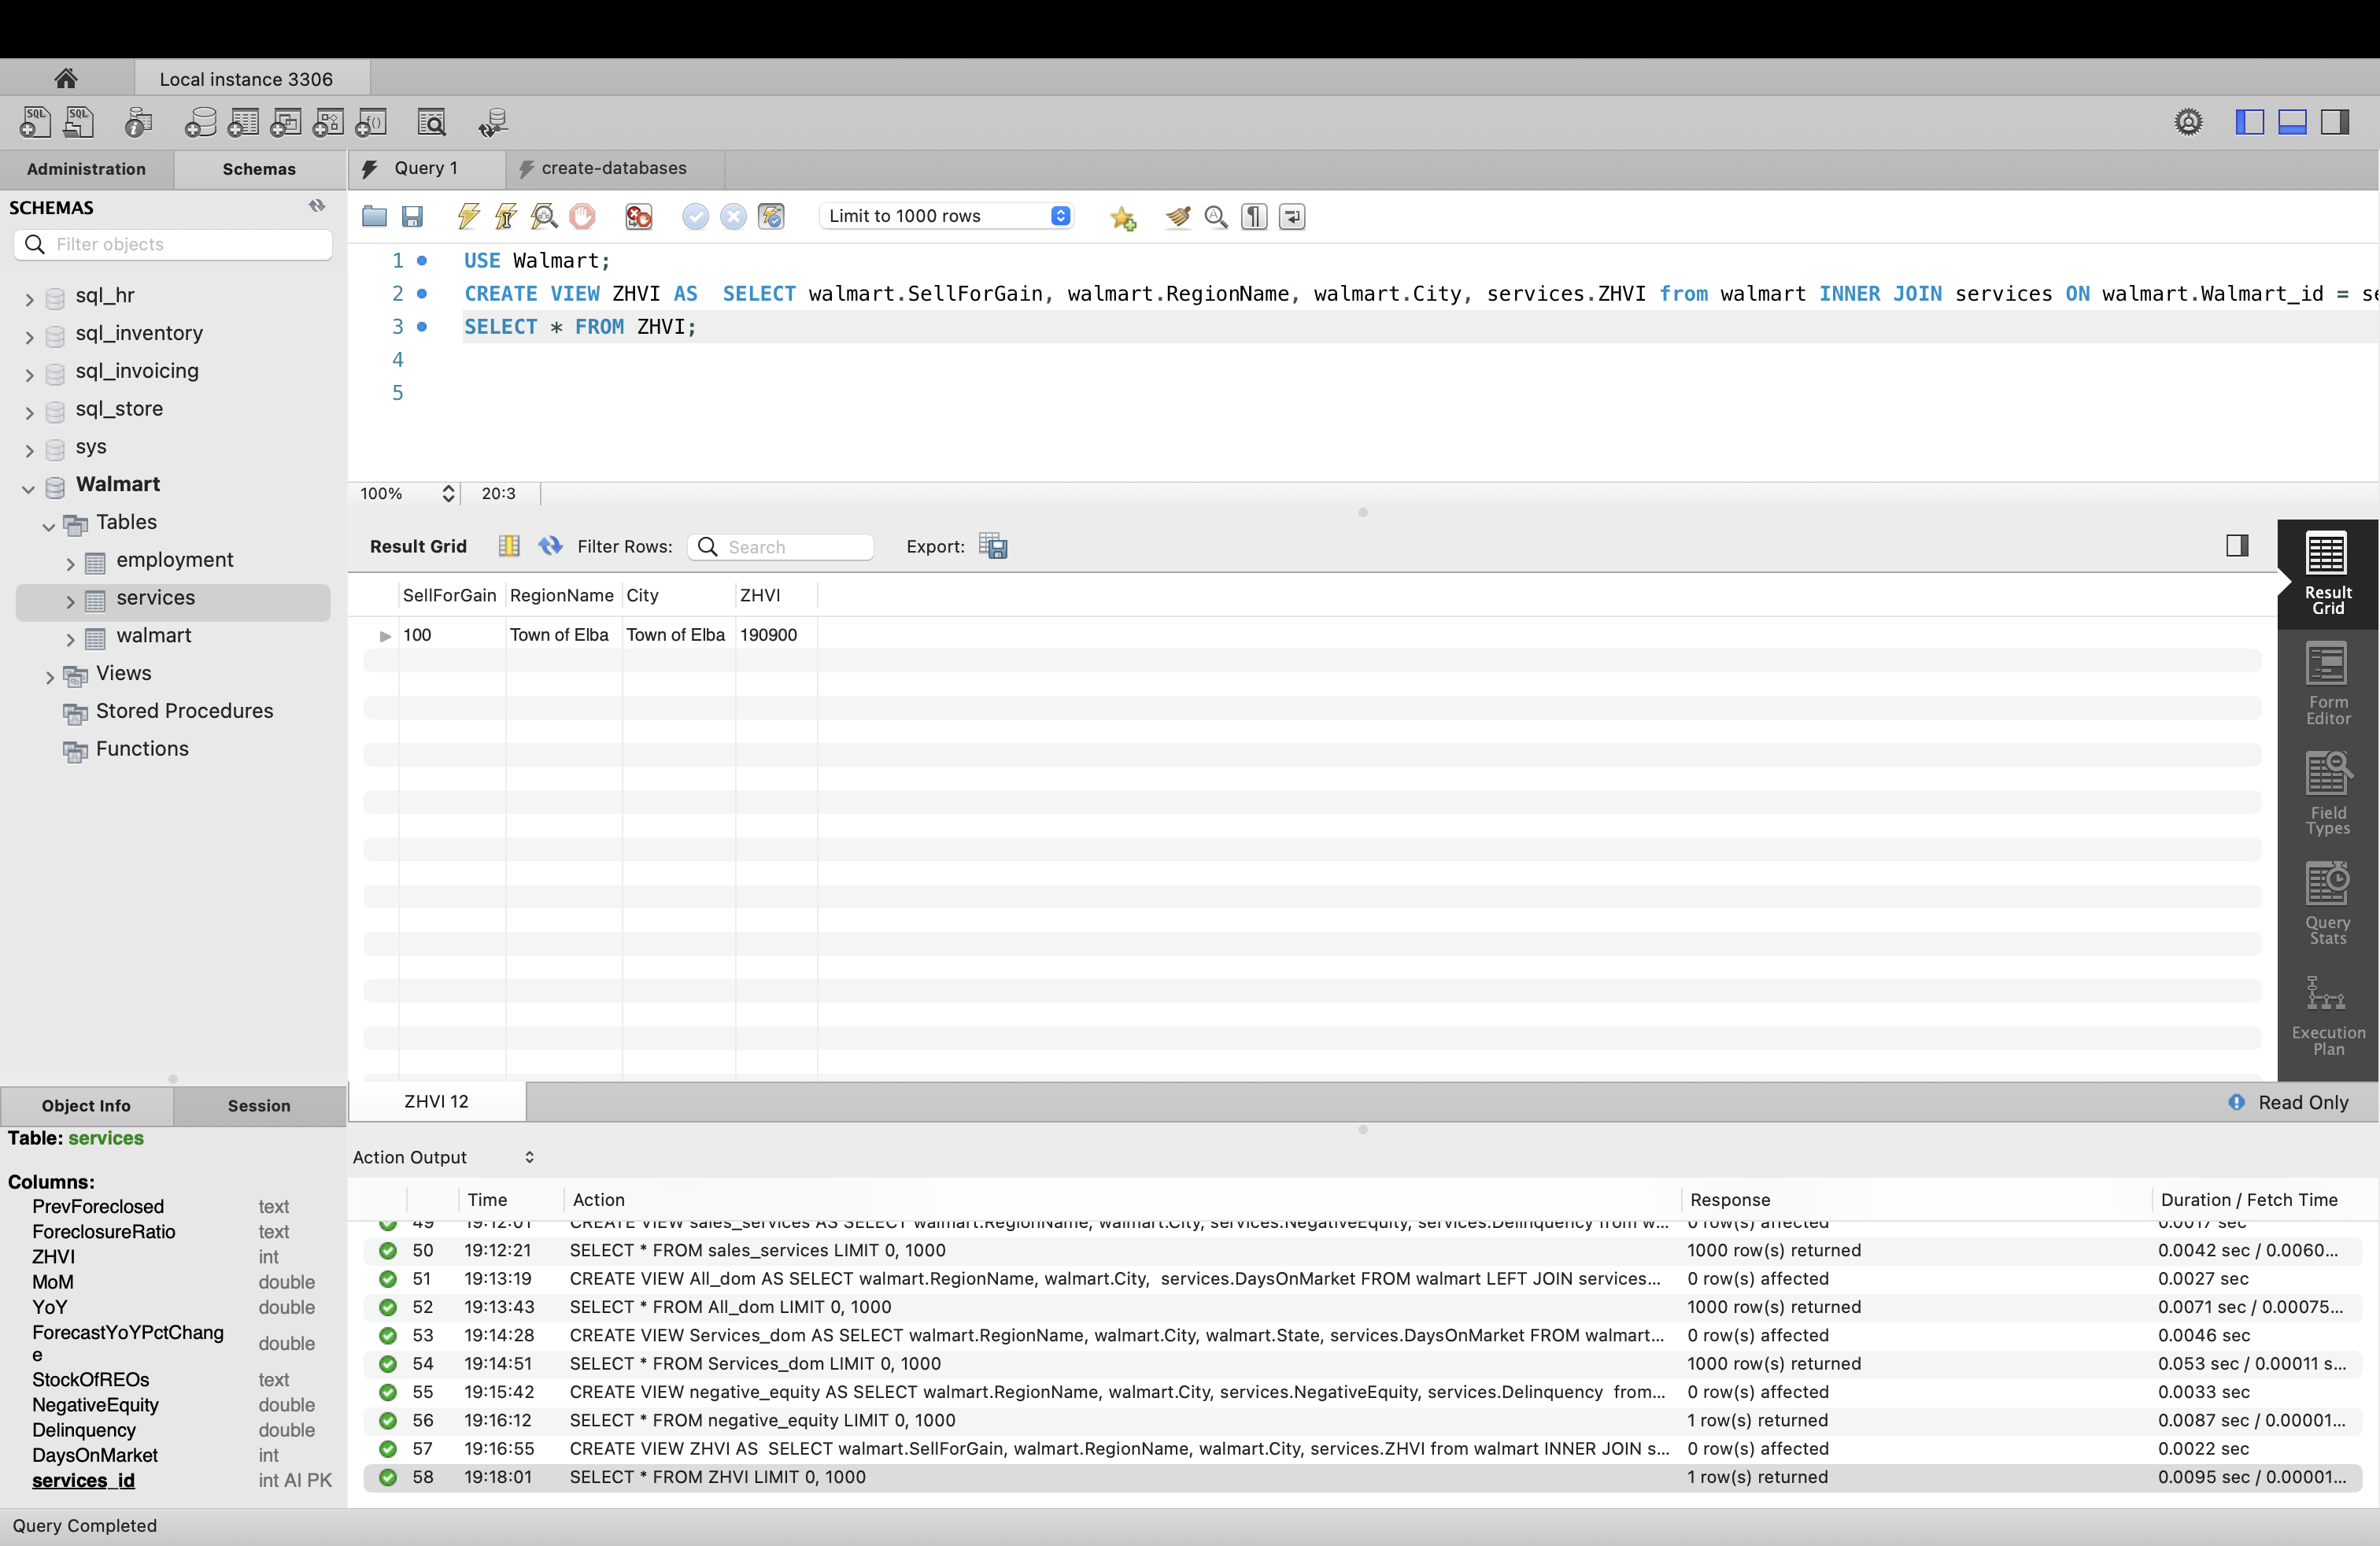 Local instance 3306
Administration
Schemas
Query 1
create-databases
SCHEMAS
Filter objects
sql_hr
sql_inventory
sql_invoicing
sql_store
sys
Walmart
Tables
employment
services
walmart
Views
Stored Procedures
Functions
Limit to 1000 rows
1 USE Walmart;
2 CREATE VIEW ZHVI AS  SELECT walmart.SellForGain, walmart.RegionName, walmart.City, services.ZHVI from walmart INNER JOIN services ON walmart.Walmart_id = se
3 SELECT * FROM ZHVI;
4
5
100% 20:3
Result Grid Filter Rows: Search Export:
SellForGain RegionName City ZHVI
100 Town of Elba Town of Elba 190900
Result
Grid
Form
Editor
Field
Types
Query
Stats
Execution
Plan
Object Info Session
ZHVI 12
Read Only
Table: services
Columns:
PrevForeclosed text
ForeclosureRatio text
ZHVI int
MoM double
YoY double
ForecastYoYPctChang
e double
StockOfREOs text
NegativeEquity double
Delinquency double
DaysOnMarket int
services_id int AI PK
Action Output
Time Action Response Duration / Fetch Time
49 19:12:01 CREATE VIEW sales_services AS SELECT walmart.RegionName, walmart.City, services.NegativeEquity, services.Delinquency from w... 0 row(s) affected 0.0017 sec
50 19:12:21 SELECT * FROM sales_services LIMIT 0, 1000 1000 row(s) returned 0.0042 sec / 0.0060...
51 19:13:19 CREATE VIEW All_dom AS SELECT walmart.RegionName, walmart.City,  services.DaysOnMarket FROM walmart LEFT JOIN services... 0 row(s) affected 0.0027 sec
52 19:13:43 SELECT * FROM All_dom LIMIT 0, 1000 1000 row(s) returned 0.0071 sec / 0.00075...
53 19:14:28 CREATE VIEW Services_dom AS SELECT walmart.RegionName, walmart.City, walmart.State, services.DaysOnMarket FROM walmart... 0 row(s) affected 0.0046 sec
54 19:14:51 SELECT * FROM Services_dom LIMIT 0, 1000 1000 row(s) returned 0.053 sec / 0.00011 s...
55 19:15:42 CREATE VIEW negative_equity AS SELECT walmart.RegionName, walmart.City, services.NegativeEquity, services.Delinquency  from... 0 row(s) affected 0.0033 sec
56 19:16:12 SELECT * FROM negative_equity LIMIT 0, 1000 1 row(s) returned 0.0087 sec / 0.00001...
57 19:16:55 CREATE VIEW ZHVI AS  SELECT walmart.SellForGain, walmart.RegionName, walmart.City, services.ZHVI from walmart INNER JOIN s... 0 row(s) affected 0.0022 sec
58 19:18:01 SELECT * FROM ZHVI LIMIT 0, 1000 1 row(s) returned 0.0095 sec / 0.00001...
Query Completed